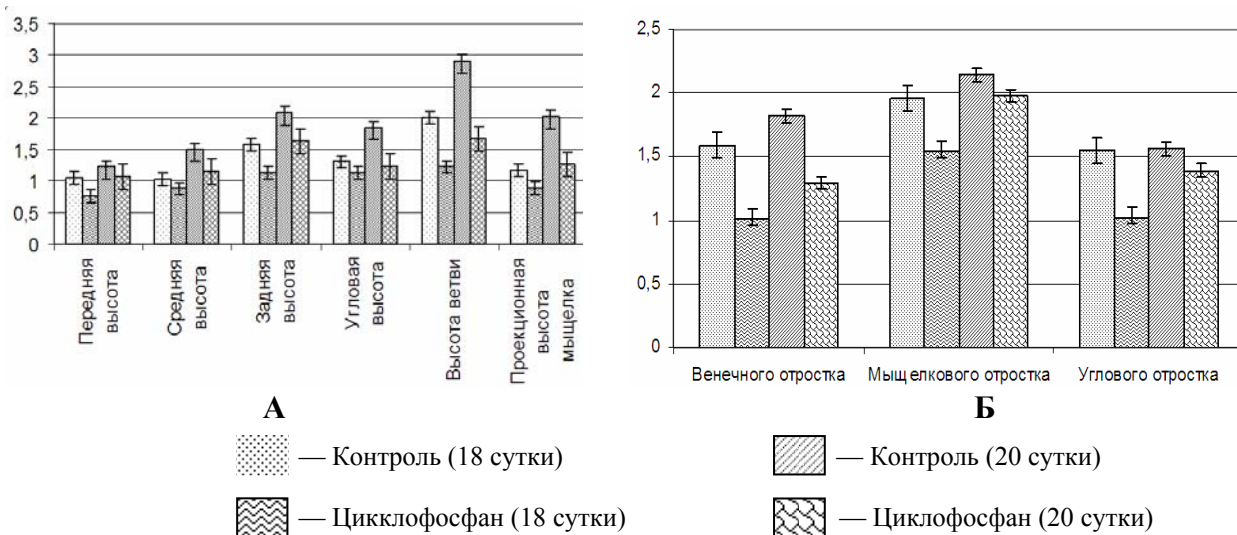 3,5
3
2,5
2
1,5
1
0,5
0
Передняя
высота
Средняя
высота
Задняя
высота
Угловая
высота
Высота ветви
Проекционная
высота
мыщелка
А
2,5
2
1,5
1
0,5
0
Венечного отростка
Мыщелкового отростка
Углового отростка
Б
— Контроль (18 сутки)
— Контроль (20 сутки)
— Цикклофосфан (18 сутки)
— Циклофосфан (20 сутки)